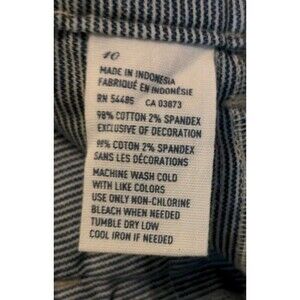 10
MADE IN INDONESIA
FABRIQUÉ EN INDONÉSIE
RN 54485 CA 03873
98% COTTON 2% SPANDEX
EXCLUSIVE OF DECORATION
98% COTON 2% SPANDEX
SANS LES DÉCORATIONS
MACHINE WASH COLD
WITH LIKE COLORS
USE ONLY NON-CHLORINE
BLEACH WHEN NEEDED
TUMBLE DRY LOW
COOL IRON IF NEEDED